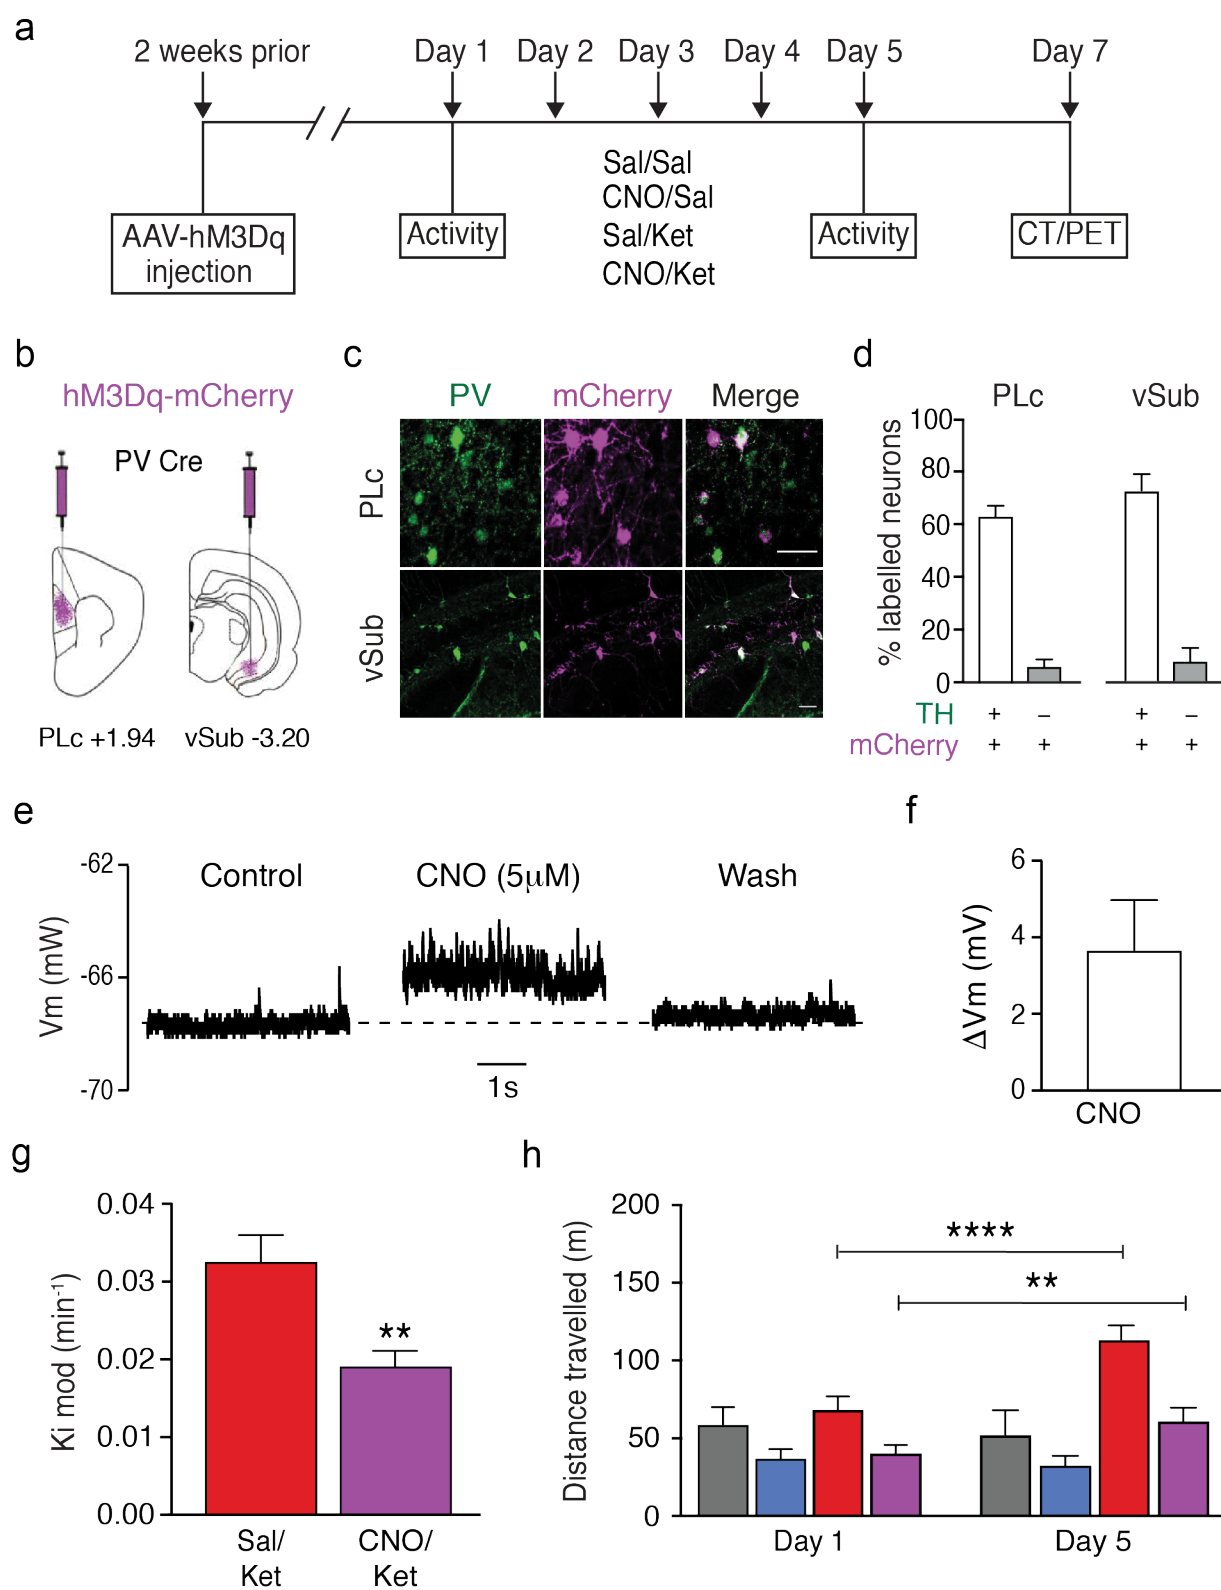 a
2 weeks prior Day 1 Day 2 Day 3 Day 4 Day 5 Day 7
Sal/Sal
CNO/Sal
Sal/Ket
CNO/Ket
AAV-hM3Dq
injection
Activity
Activity
CT/PET
b
hM3Dq-mCherry
PV Cre
PLc +1.94 vSub -3.20
c
PV mCherry Merge
PLc
vSub
d
PLc vSub
% labelled neurons
100
80
60
40
20
0
TH + – + –
mCherry + + + +
e
Vm (mW)
-62
-66
-70
Control CNO (5μM) Wash
1s
f
ΔVm (mV)
6
4
2
0
CNO
g
Ki mod (min-1)
0.04
0.03
0.02
0.01
0.00
**
Sal/
Ket
CNO/
Ket
h
Distance travelled (m)
200
150
100
50
0
****
**
Day 1 Day 5